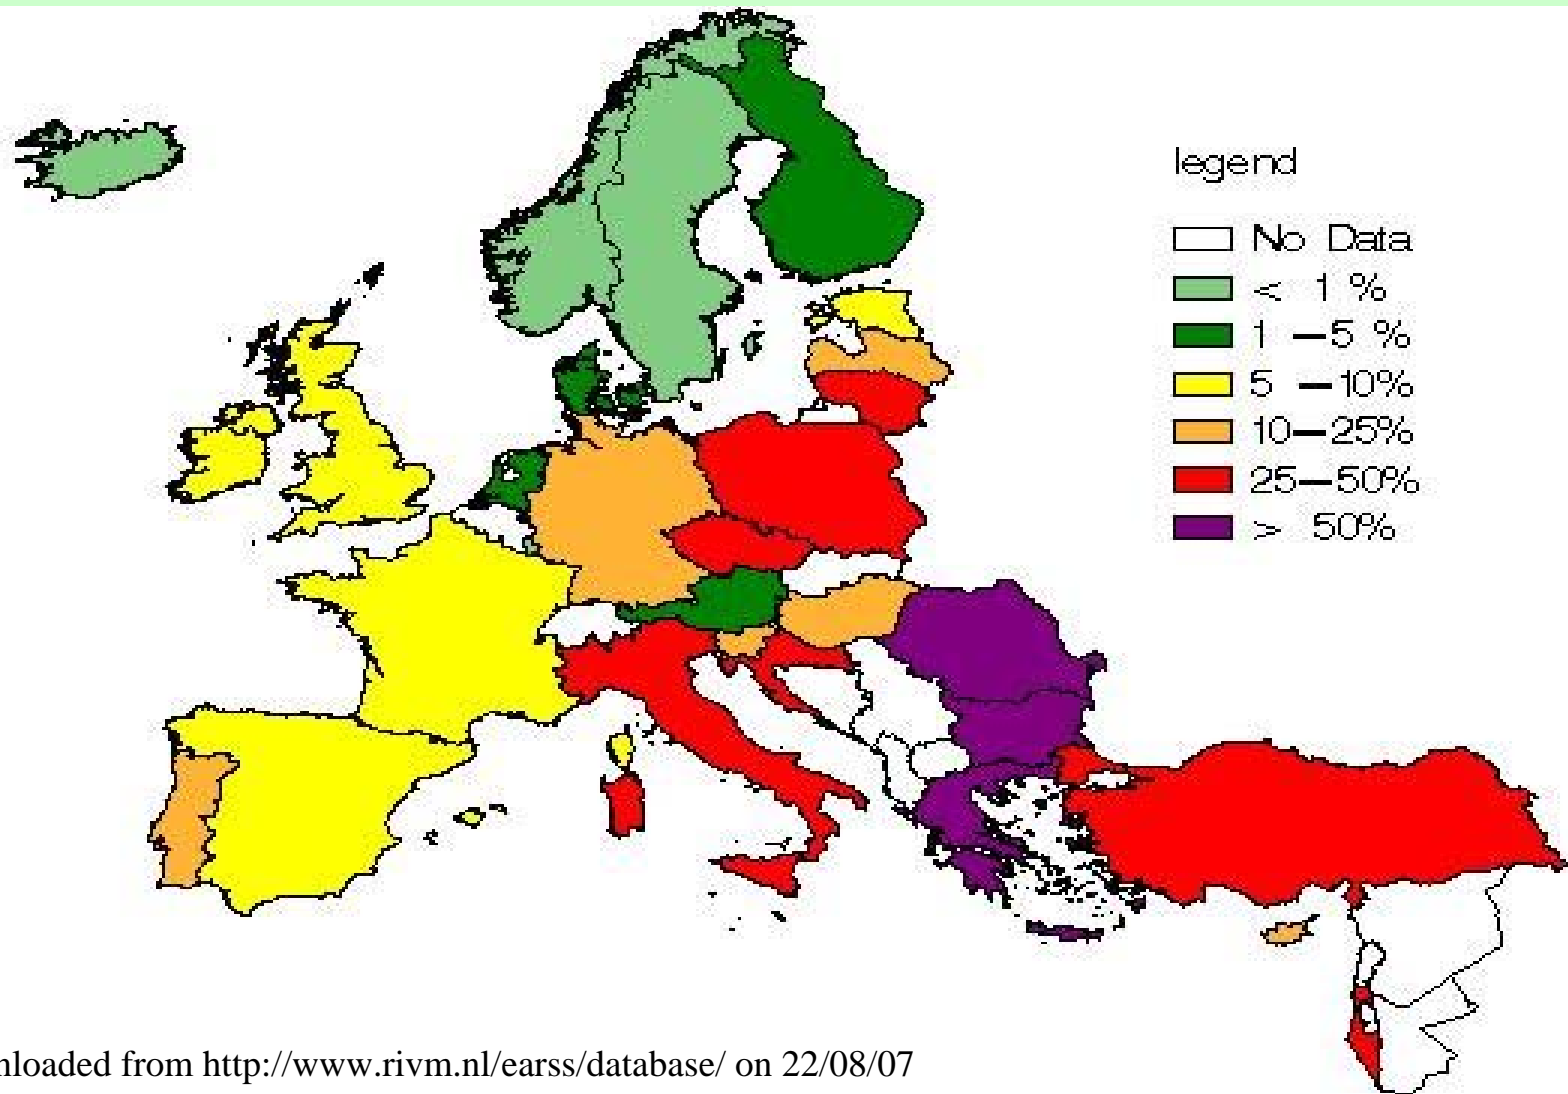 legend
No Data
< 1 %
1 —5 %
5 —10%
10—25%
25—50%
> 50%
nloaded from http://www.rivm.nl/earss/database/ on 22/08/07